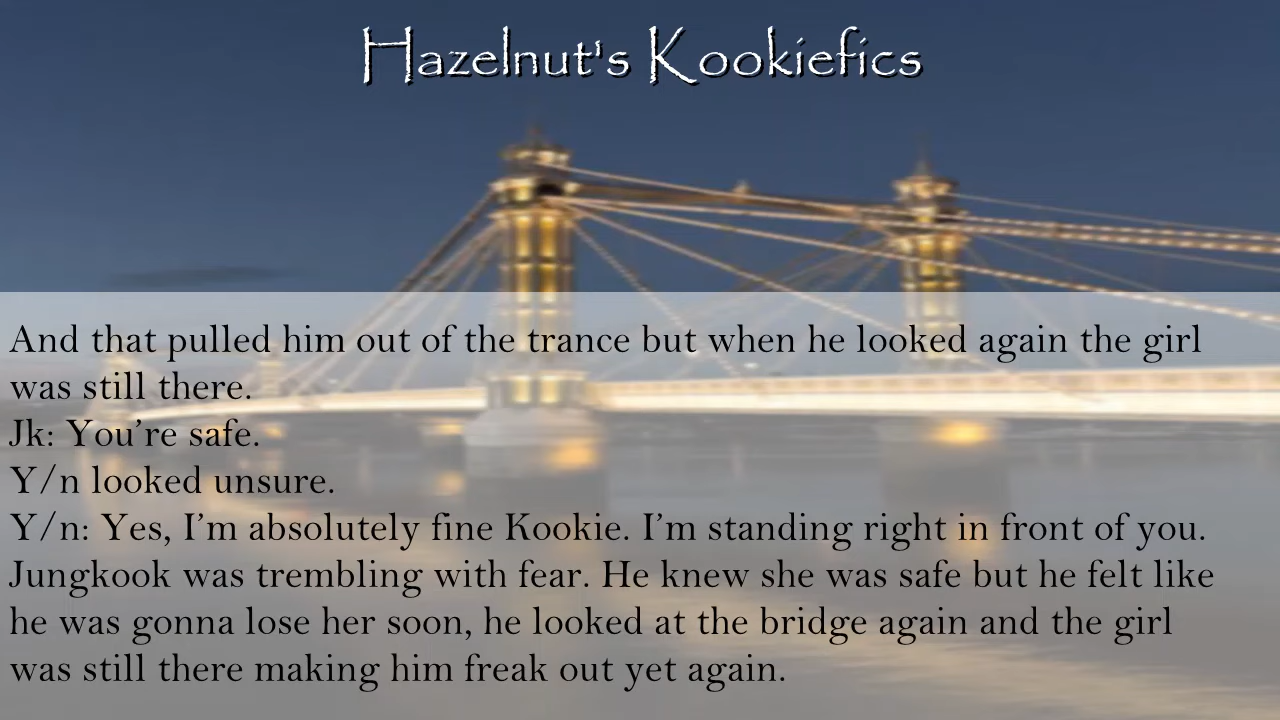 Hazelnut's Kookiefics
And that pulled him out of the trance but when he looked again the girl
was still there.
Jk: You’re safe.
Y/n looked unsure.
Y/n: Yes, I’m absolutely fine Kookie. I’m standing right in front of you.
Jungkook was trembling with fear. He knew she was safe but he felt like
he was gonna lose her soon, he looked at the bridge again and the girl
was still there making him freak out yet again.